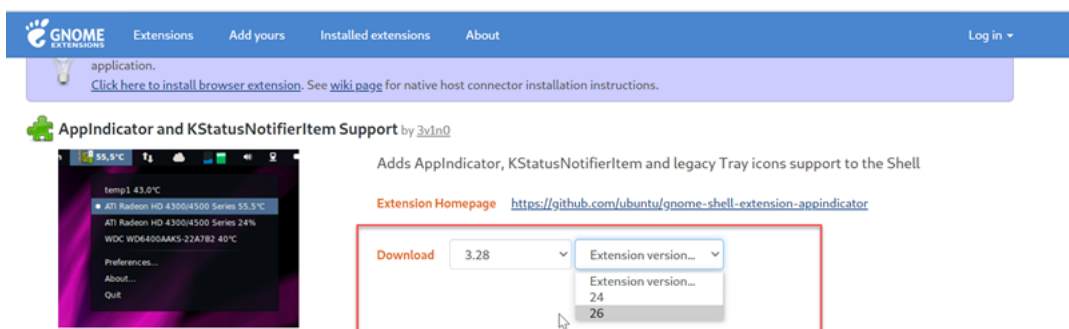 GNOME EXTENSIONS Extensions Add yours Installed extensions About Log in
application.
Click here to install browser extension. See wiki page for native host connector installation instructions.
AppIndicator and KStatusNotifierItem Support by 3v1n0
55,5°C
temp1 43,0°C
ATI Radeon HD 4300/4500 Series 55,5°C
ATI Radeon HD 4300/4500 Series 24%
WDC WD6400AAKS-22A7B2 40°C
Preferences...
About...
Quit
Adds AppIndicator, KStatusNotifierItem and legacy Tray icons support to the Shell
Extension Homepage https://github.com/ubuntu/gnome-shell-extension-appindicator
Download 3.28 Extension version...
Extension version...
24
26